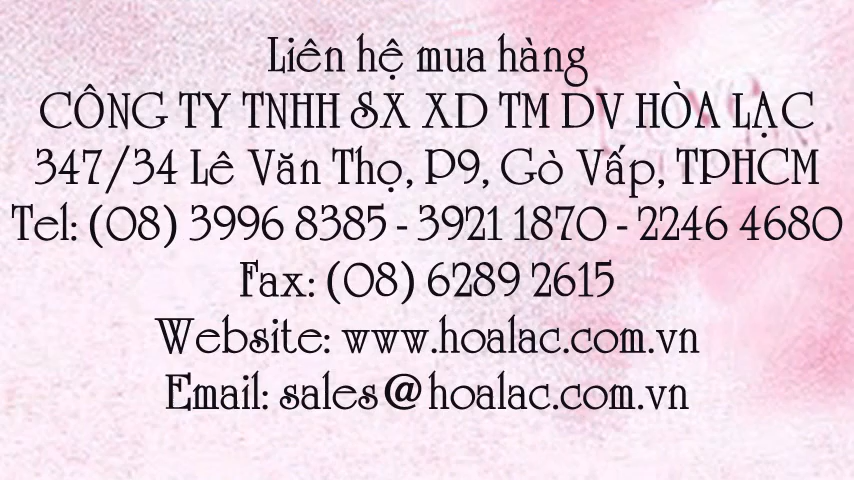 Liên hệ mua hàng
CÔNG TY TNHH SX XD TM DV HÒA LẠC
347/34 Lê Văn Thọ, P9, Gò Vấp, TPHCM
Tel: (08) 3996 8385 - 3921 1870 - 2246 4680
Fax: (08) 6289 2615
Website: www.hoalac.com.vn
Email: sales@hoalac.com.vn